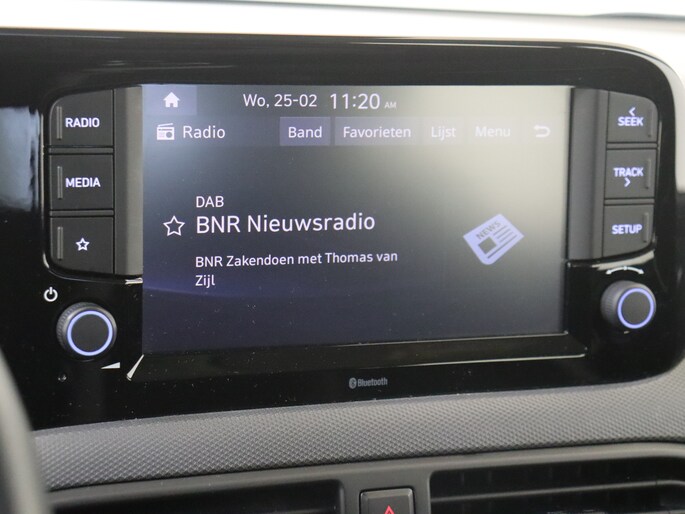 Wo, 25-02 11:20 AM
Radio Band Favorieten Lijst Menu
DAB
BNR Nieuwsradio
BNR Zakendoen met Thomas van
Zijl
NEWS
RADIO
MEDIA
SEEK
TRACK
SETUP
Bluetooth